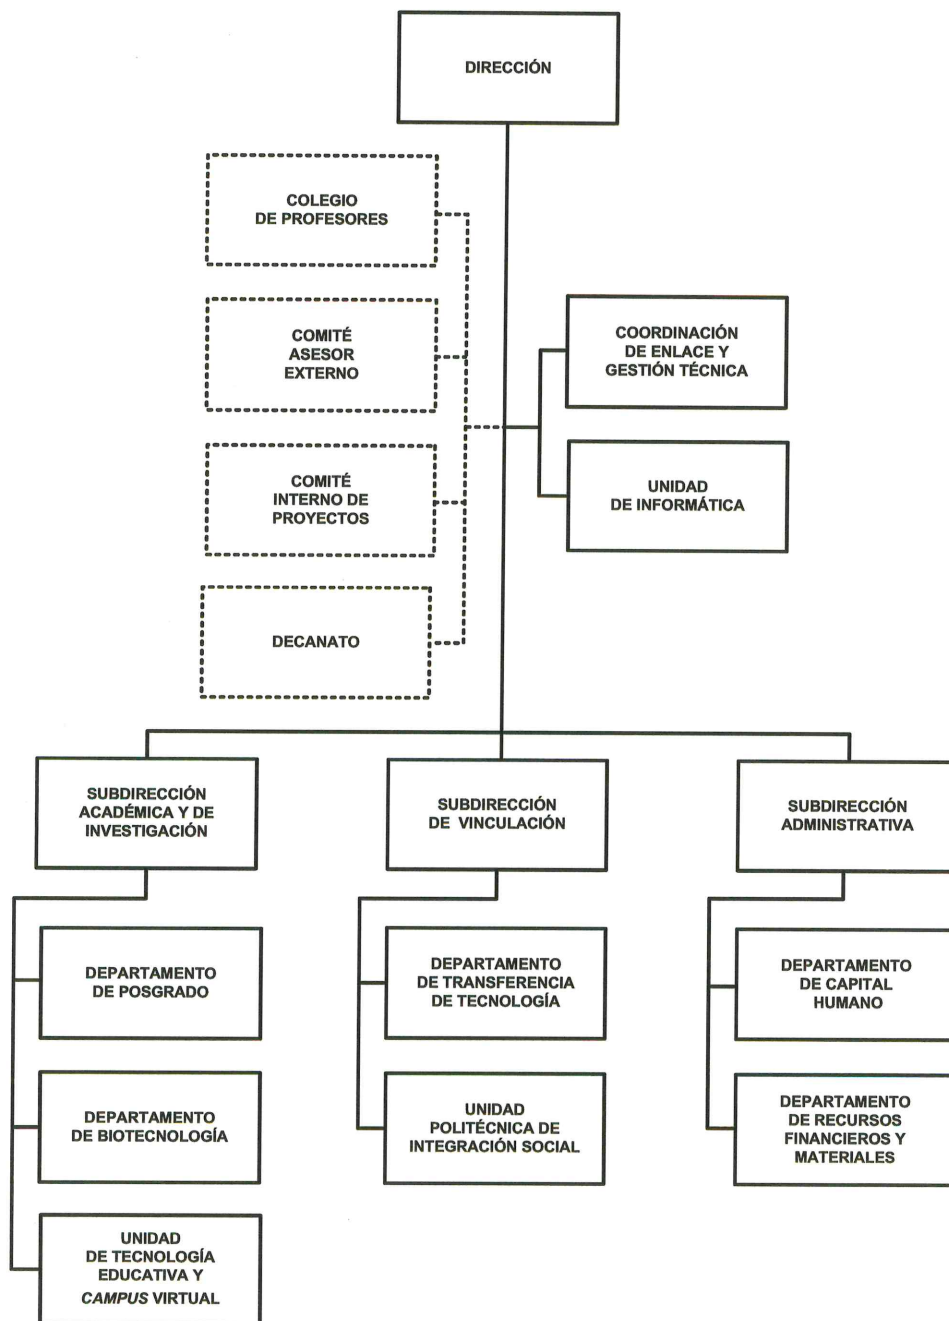 DIRECCIÓN
COLEGIO
DE PROFESORES
COMITÉ
ASESOR
EXTERNO
COORDINACIÓN
DE ENLACE Y
GESTIÓN TÉCNICA
COMITÉ
INTERNO DE
PROYECTOS
UNIDAD
DE INFORMÁTICA
DECANATO
SUBDIRECCIÓN
ACADÉMICA Y DE
INVESTIGACIÓN
SUBDIRECCIÓN
DE VINCULACIÓN
SUBDIRECCIÓN
ADMINISTRATIVA
DEPARTAMENTO
DE POSGRADO
DEPARTAMENTO
DE TRANSFERENCIA
DE TECNOLOGÍA
DEPARTAMENTO
DE CAPITAL
HUMANO
DEPARTAMENTO
DE BIOTECNOLOGÍA
UNIDAD
POLITÉCNICA DE
INTEGRACIÓN SOCIAL
DEPARTAMENTO
DE RECURSOS
FINANCIEROS Y
MATERIALES
UNIDAD
DE TECNOLOGÍA
EDUCATIVA Y
CAMPUS VIRTUAL